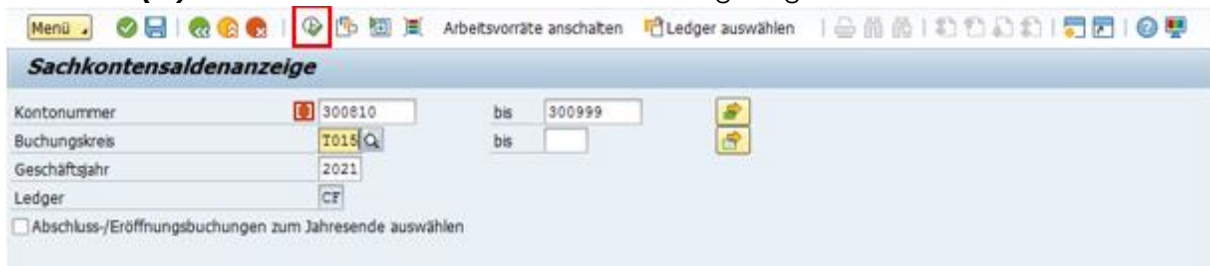 Menü Arbeitsvorräte anschalten Ledger auswählen
Sachkontensaldenanzeige
Kontonummer 300810 bis 300999
Buchungskreis T015 bis
Geschäftsjahr 2021
Ledger CF
Abschluss-/Eröffnungsbuchungen zum Jahresende auswählen